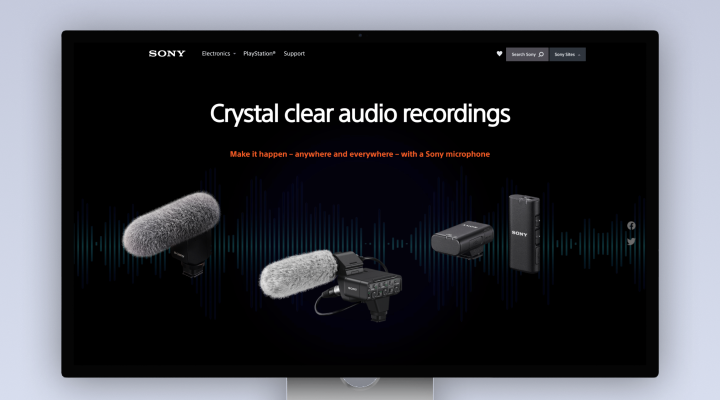 SONY
Electronics
PlayStation®
Support
Search Sony
Sony Sites
Crystal clear audio recordings
Make it happen – anywhere and everywhere – with a Sony microphone
SONY
SONY